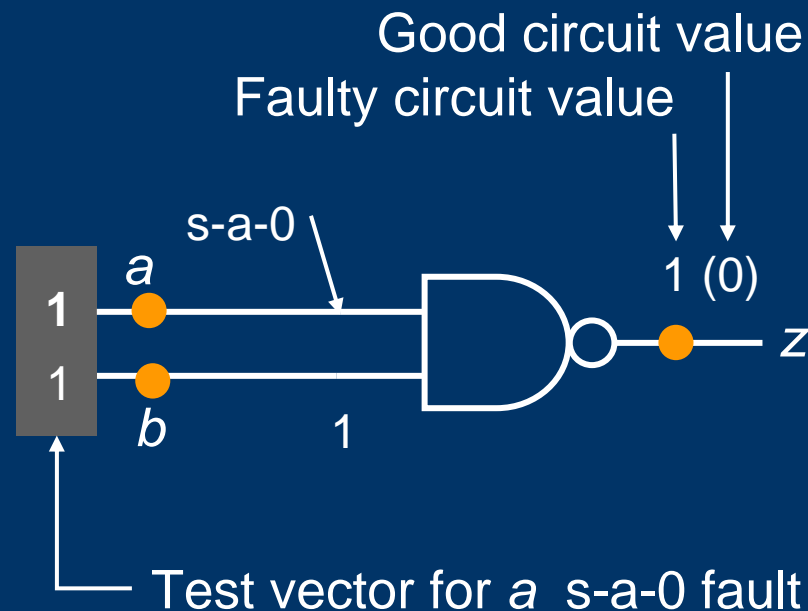 Good circuit value
Faulty circuit value
s-a-0
a
1 (0)
1
z
1
b
1
Test vector for a s-a-0 fault